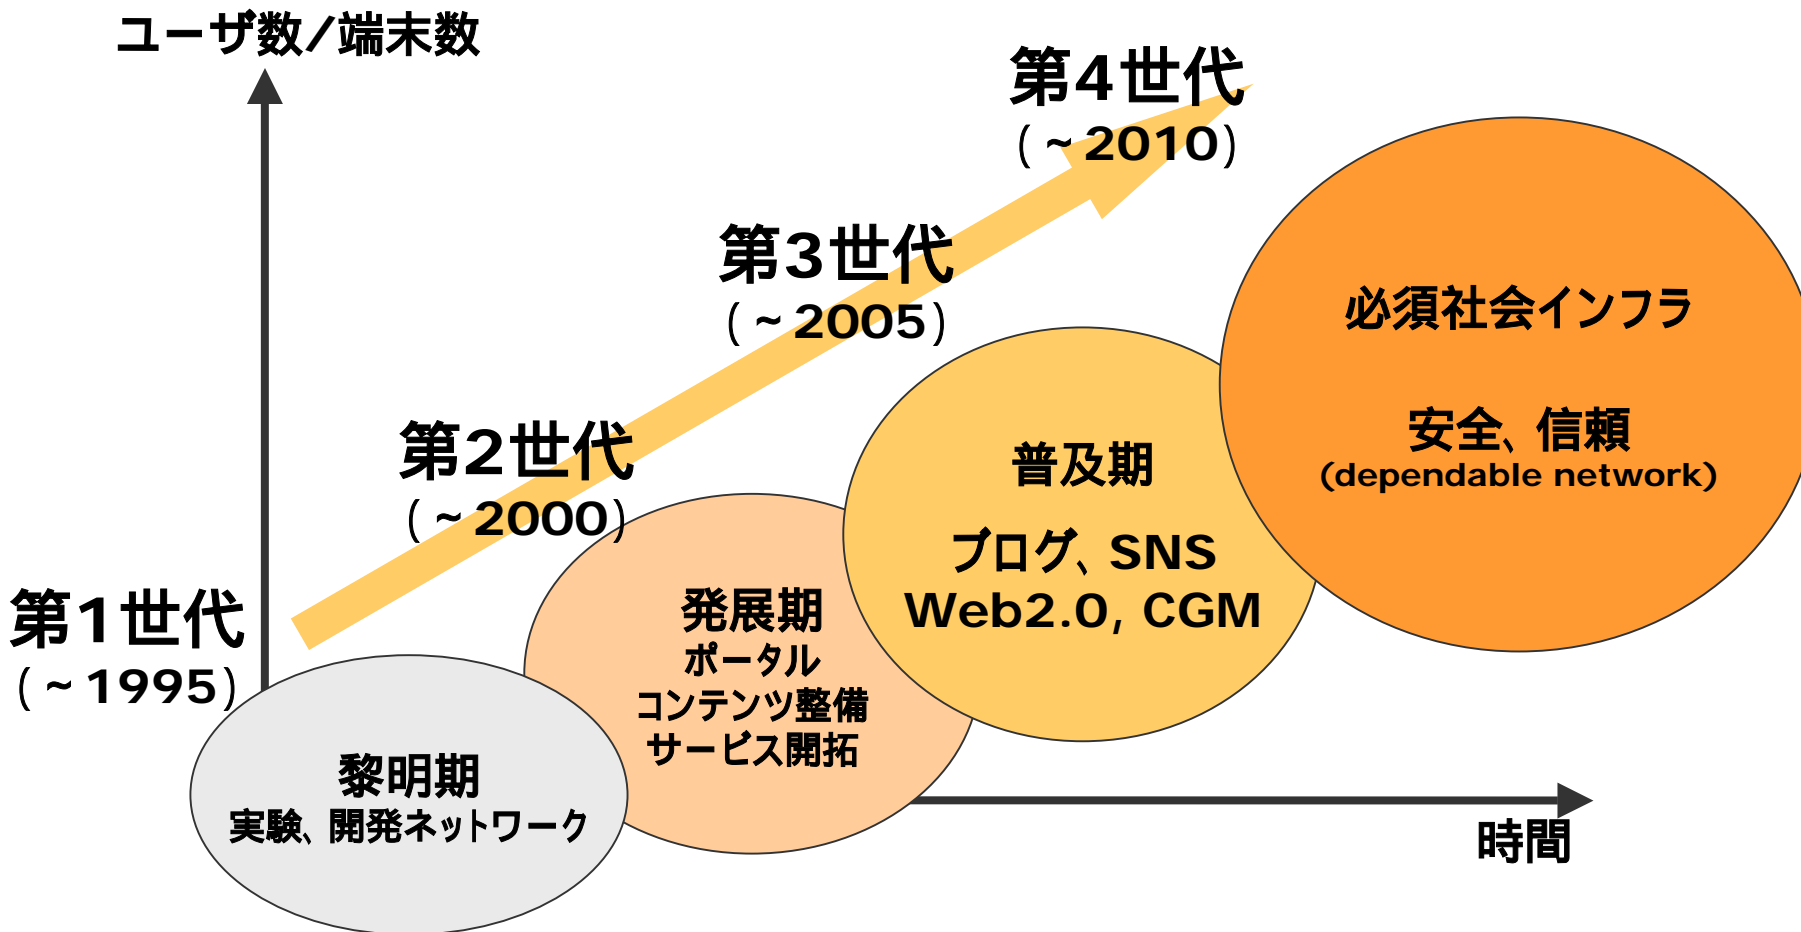 ユーザ数/端末数
第4世代
(~2010)
第3世代
(~2005)
第2世代
(~2000)
第1世代
(~1995)
必須社会インフラ
安全、信頼
(dependable network)
普及期
ブログ、SNS
Web2.0, CGM
発展期
ポータル
コンテンツ整備
サービス開拓
黎明期
実験、開発ネットワーク
時間